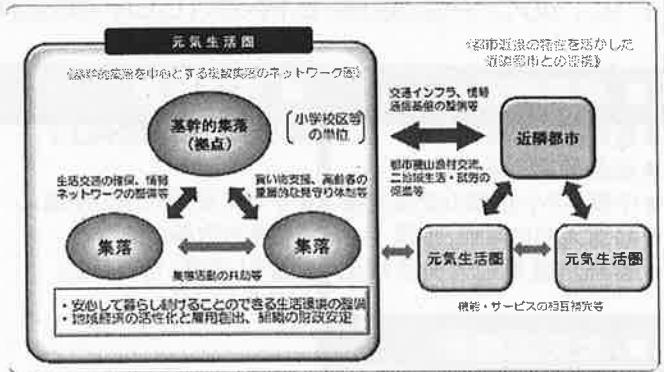 元気生活圏
《基幹的集落を中心とする複数集落のネットワーク圏》
基幹的集落
(拠点)
小学校区等
の単位
生活交通の確保、情報
ネットワークの整備等
買い物支援、高齢者の
重層的な見守り体制等
集落
集落
集落活動の共助等
・安心して暮らし続けることのできる生活環境の整備
・地域経済の活性化と雇用創出、組織の財政安定
《都市近接の特性を活かした
近隣都市との連携》
交通インフラ、情報
通信基盤の整備等
近隣都市
都市農山漁村交流、
二地域生活・就労の
促進等
元気生活圏
元気生活圏
機能・サービスの相互補完等